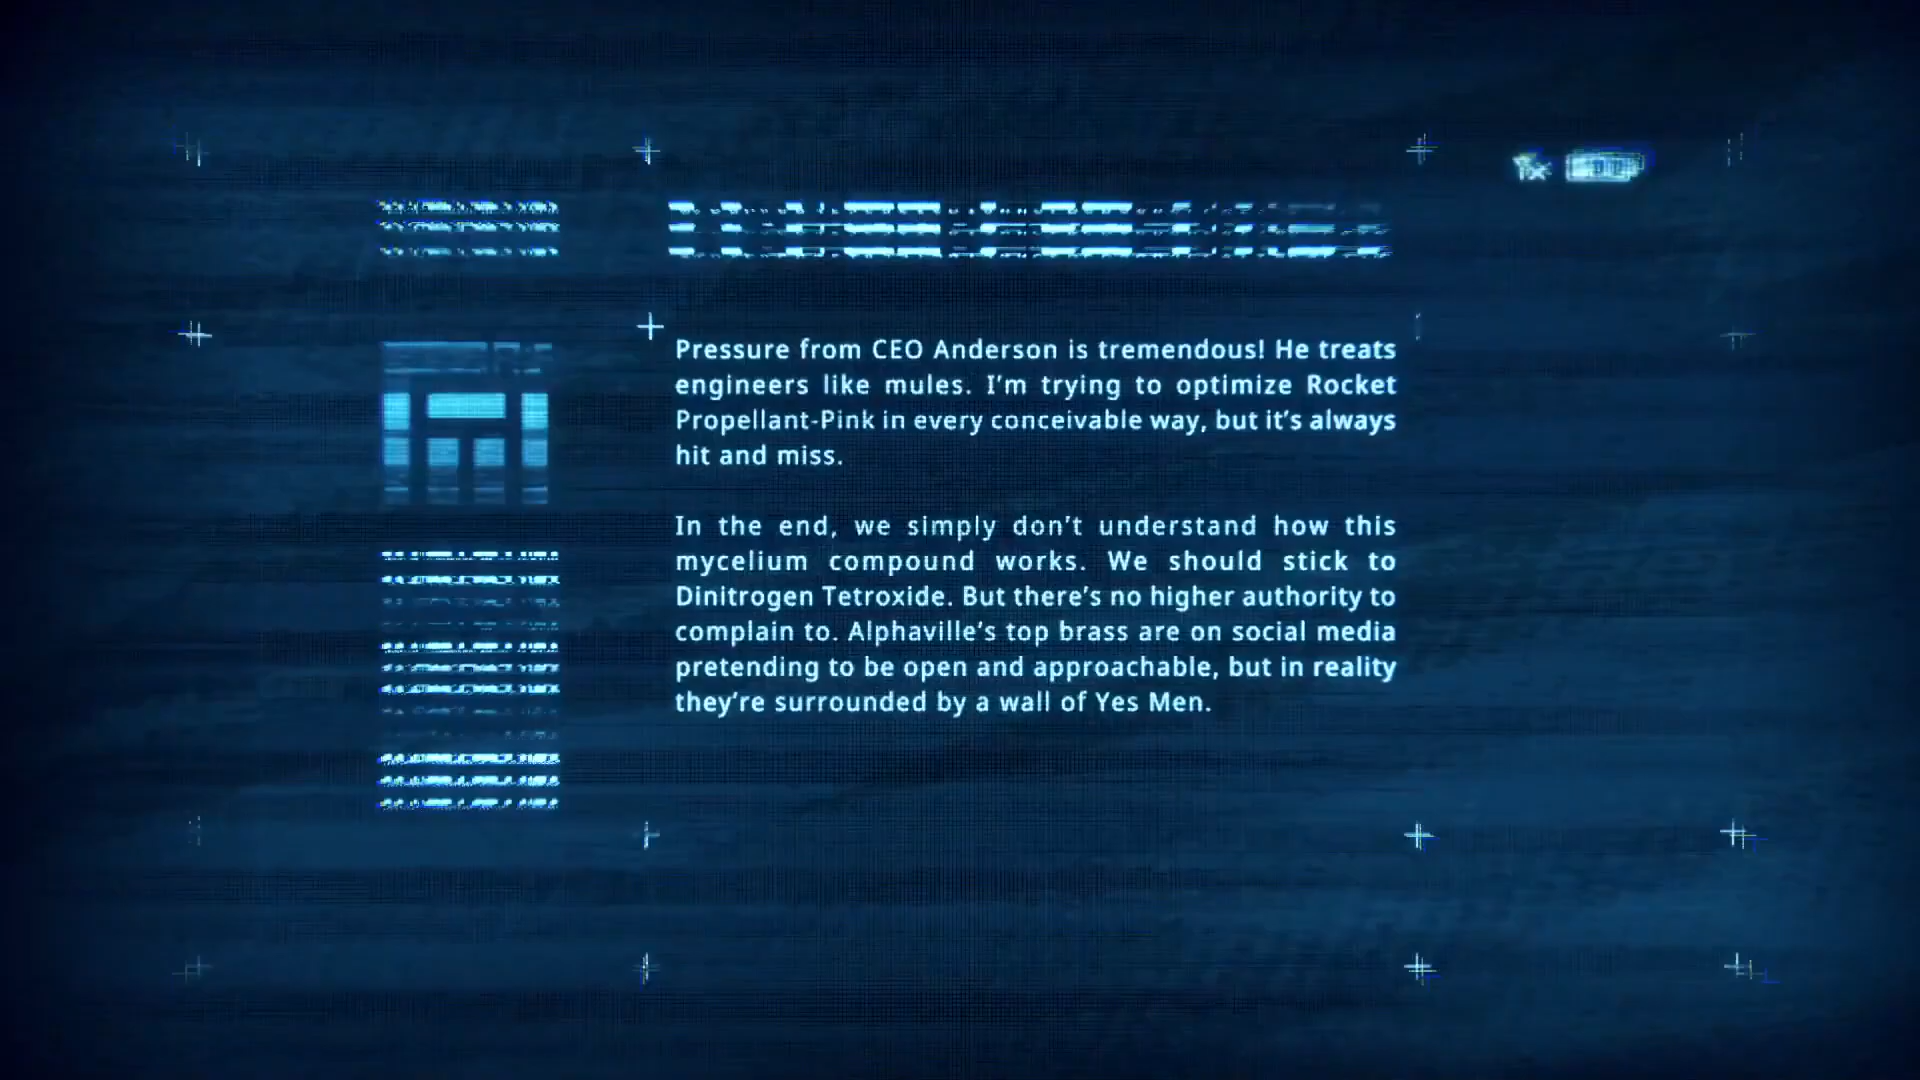 1x
Pressure from CEO Anderson is tremendous! He treats
engineers like mules. I'm trying to optimize Rocket
Propellant-Pink in every conceivable way, but it's always
hit and miss.
In the end, we simply don't understand how this
mycelium compound works. We should stick to
Dinitrogen Tetroxide. But there's no higher authority to
complain to. Alphaville's top brass are on social media
pretending to be open and approachable, but in reality
they're surrounded by a wall of Yes Men.